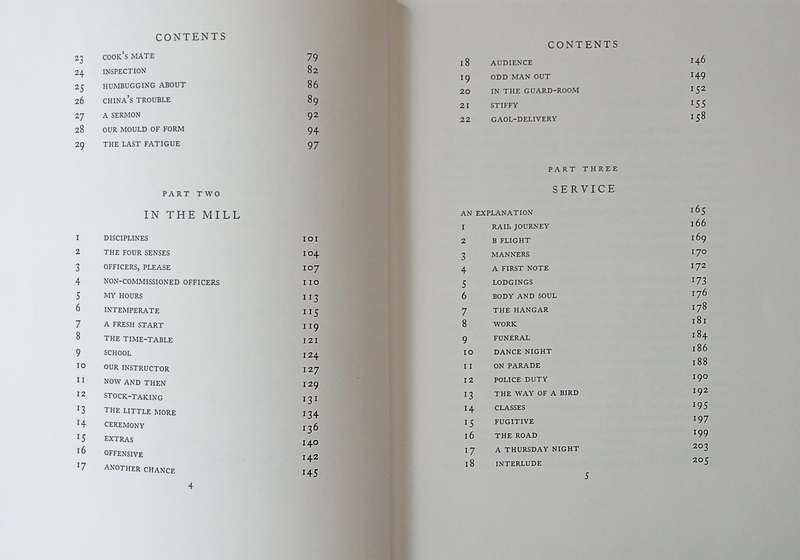 CONTENTS
23 COOK'S MATE 79
24 INSPECTION 82
25 HUMBUGGING ABOUT 86
26 CHINA'S TROUBLE 89
27 A SERMON 92
28 OUR MOULD OF FORM 94
29 THE LAST FATIGUE 97
PART TWO
IN THE MILL
1 DISCIPLINES 101
2 THE FOUR SENSES 104
3 OFFICERS, PLEASE 107
4 NON-COMMISSIONED OFFICERS 110
5 MY HOURS 113
6 INTEMPERATE 115
7 A FRESH START 119
8 THE TIME-TABLE 121
9 SCHOOL 124
10 OUR INSTRUCTOR 127
11 NOW AND THEN 129
12 STOCK-TAKING 131
13 THE LITTLE MORE 134
14 CEREMONY 136
15 EXTRAS 140
16 OFFENSIVE 142
17 ANOTHER CHANCE 145
4
CONTENTS
18 AUDIENCE 146
19 ODD MAN OUT 149
20 IN THE GUARD-ROOM 152
21 STIFFY 155
22 GAOL-DELIVERY 158
PART THREE
SERVICE
AN EXPLANATION 165
1 RAIL JOURNEY 166
2 B FLIGHT 169
3 MANNERS 170
4 A FIRST NOTE 172
5 LODGINGS 173
6 BODY AND SOUL 176
7 THE HANGAR 178
8 WORK 181
9 FUNERAL 184
10 DANCE NIGHT 186
11 ON PARADE 188
12 POLICE DUTY 190
13 THE WAY OF A BIRD 192
14 CLASSES 195
15 FUGITIVE 197
16 THE ROAD 199
17 A THURSDAY NIGHT 203
18 INTERLUDE 205
5